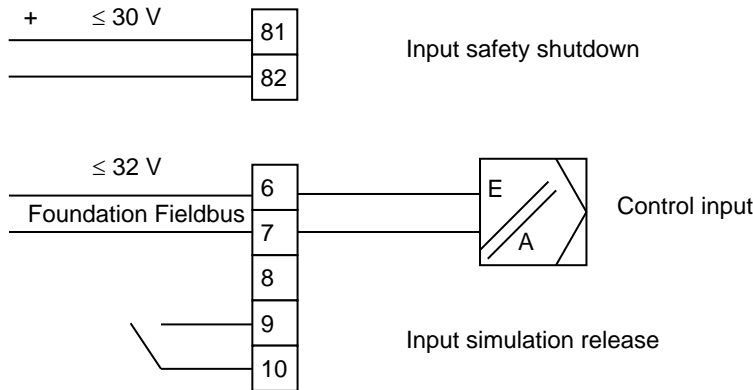 + ≤ 30 V
81
Input safety shutdown
82
≤ 32 V
6
E
Foundation Fieldbus
Control input
7
A
8
9
Input simulation release
10